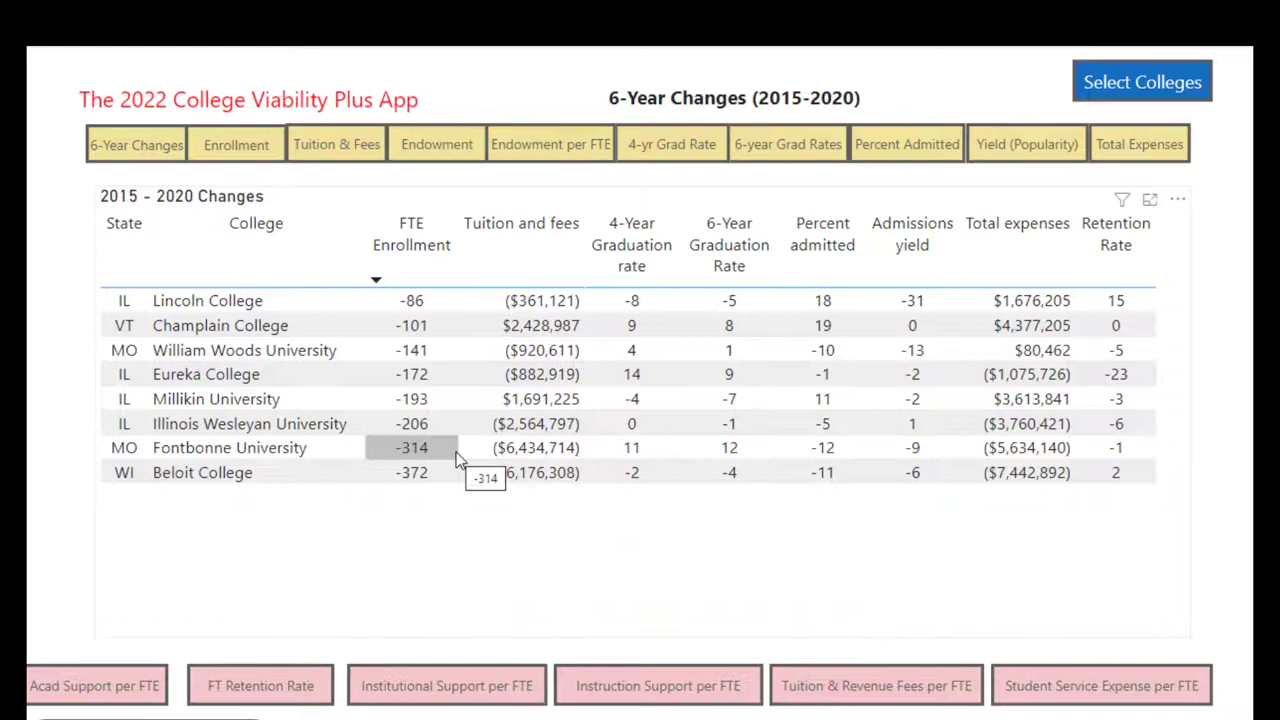 Select Colleges
The 2022 College Viability Plus App
6-Year Changes (2015-2020)
6-Year Changes Enrollment Tuition & Fees Endowment Endowment per FTE 4-yr Grad Rate 6-year Grad Rates Percent Admitted Yield (Popularity) Total Expenses
2015 - 2020 Changes
State College FTE Enrollment Tuition and fees 4-Year Graduation rate 6-Year Graduation Rate Percent admitted Admissions yield Total expenses Retention Rate
IL Lincoln College -86 ($361,121) -8 -5 18 -31 $1,676,205 15
VT Champlain College -101 $2,428,987 9 8 19 0 $4,377,205 0
MO William Woods University -141 ($920,611) 4 1 -10 -13 $80,462 -5
IL Eureka College -172 ($882,919) 14 9 -1 -2 ($1,075,726) -23
IL Millikin University -193 $1,691,225 -4 -7 11 -2 $3,613,841 -3
IL Illinois Wesleyan University -206 ($2,564,797) 0 -1 -5 1 ($3,760,421) -6
MO Fontbonne University -314 ($6,434,714) 11 12 -12 -9 ($5,634,140) -1
WI Beloit College -372 6,176,308) -2 -4 -11 -6 ($7,442,892) 2
-314
Acad Support per FTE FT Retention Rate Institutional Support per FTE Instruction Support per FTE Tuition & Revenue Fees per FTE Student Service Expense per FTE